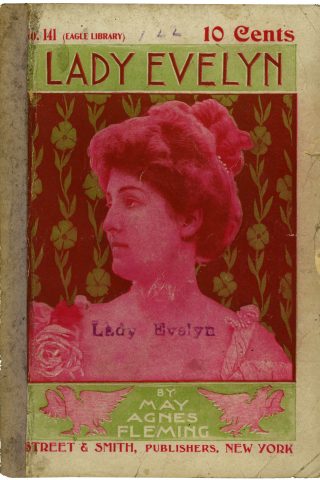 NO. 141 (EAGLE LIBRARY) 122 10 Cents
LADY EVELYN
Lady Evelyn
BY
MAY
AGNES
FLEMING
STREET & SMITH, PUBLISHERS, NEW YORK